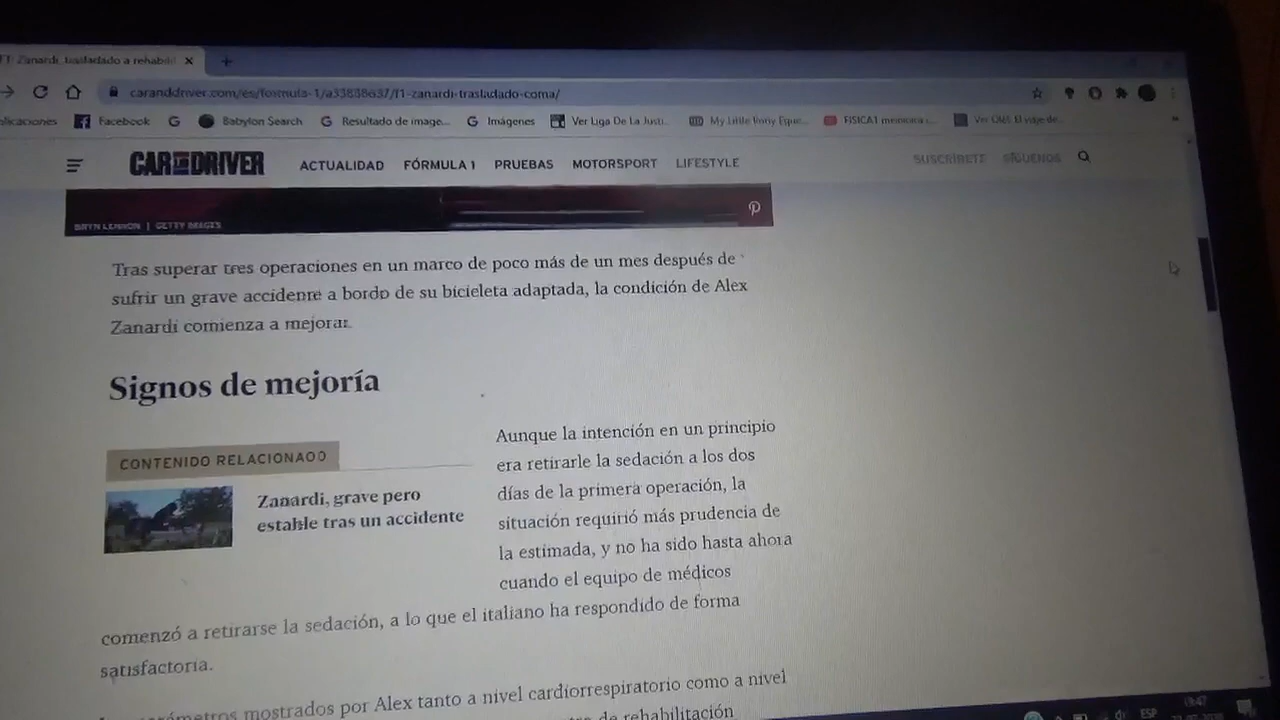 Zanardi, trasladado a rehabili
caranddriver.com/es/formula-1/a33838637/f1-zanardi-trasladado-coma/
Facebook
Babylon Search
Resultado de image...
Imágenes
Ver Liga De La Justi...
My Little Pony Eque...
FISICA1 memoria
Ver Olét: El viaje de...
CAR AND DRIVER
ACTUALIDAD FÓRMULA 1 PRUEBAS MOTORSPORT LIFESTYLE
SUSCRÍBETE SÍGUENOS
BRYN LENNON | GETTY IMAGES
Tras superar tres operaciones en un marco de poco más de un mes después de
sufrir un grave accidente a bordo de su bicicleta adaptada, la condición de Alex
Zanardi comienza a mejorar.
Signos de mejoría
CONTENIDO RELACIONADO
Zanardi, grave pero
estable tras un accidente
Aunque la intención en un principio
era retirarle la sedación a los dos
días de la primera operación, la
situación requirió más prudencia de
la estimada, y no ha sido hasta ahora
cuando el equipo de médicos
comenzó a retirarse la sedación, a lo que el italiano ha respondido de forma
satisfactoria.
parámetros mostrados por Alex tanto a nivel cardiorrespiratorio como a nivel
de rehabilitación
ESP
19:47